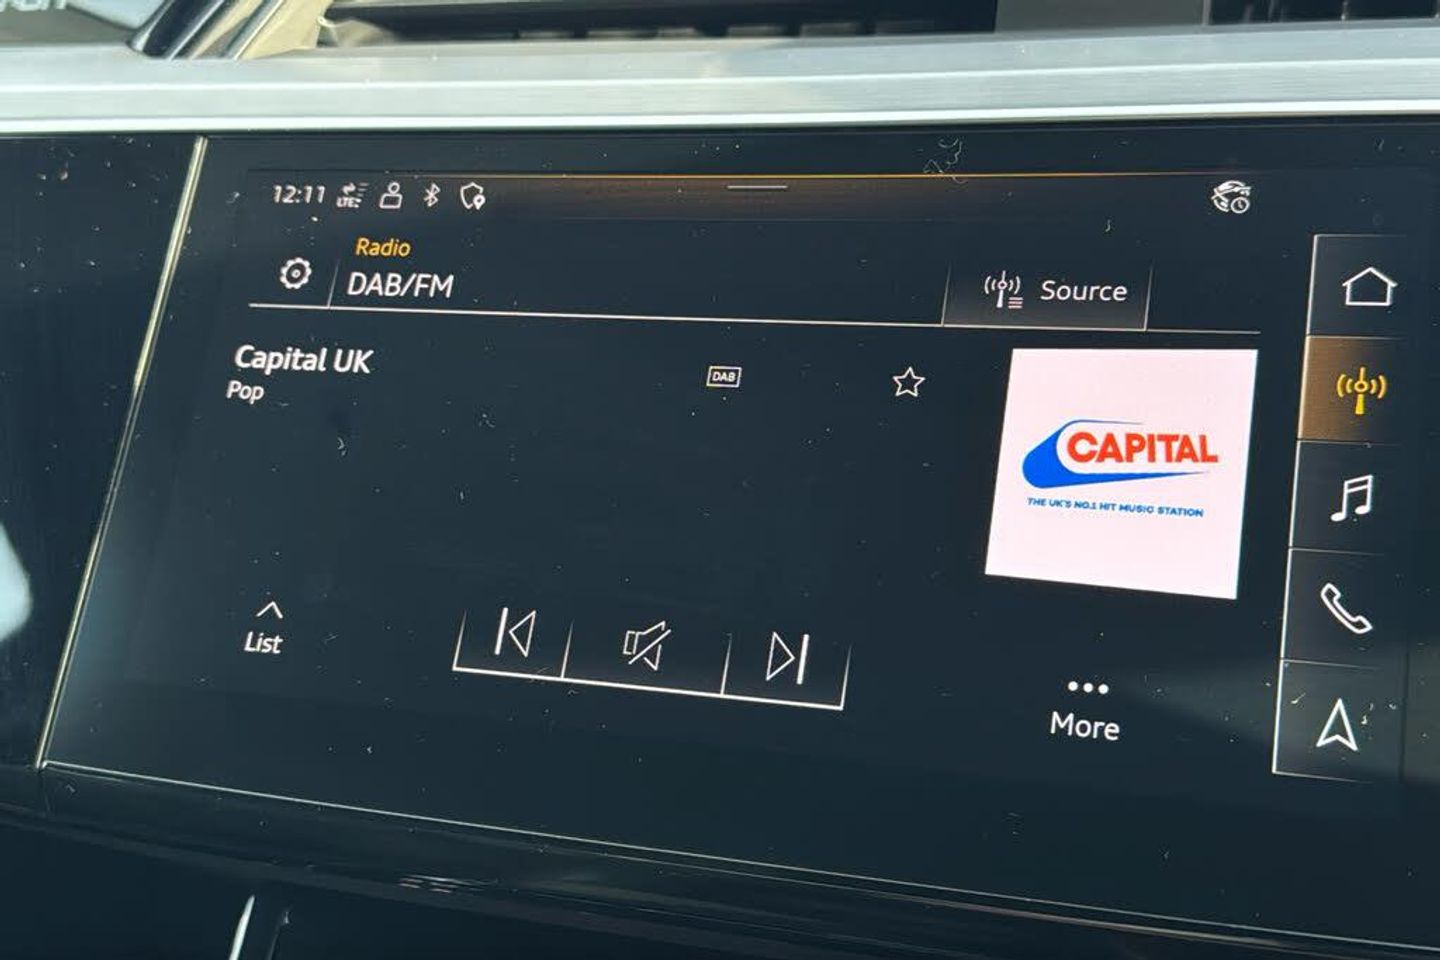 12:11
LTE
Radio
DAB/FM
Source
Capital UK
Pop
DAB
CAPITAL
THE UK'S NO.1 HIT MUSIC STATION
List
More